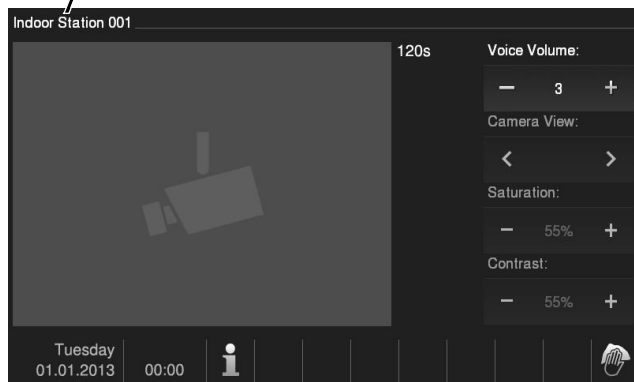 Indoor Station 001
120s
Voice Volume:
− 3 +
Camera View:
< >
Saturation:
− 55% +
Contrast:
− 55% +
Tuesday
01.01.2013 00:00